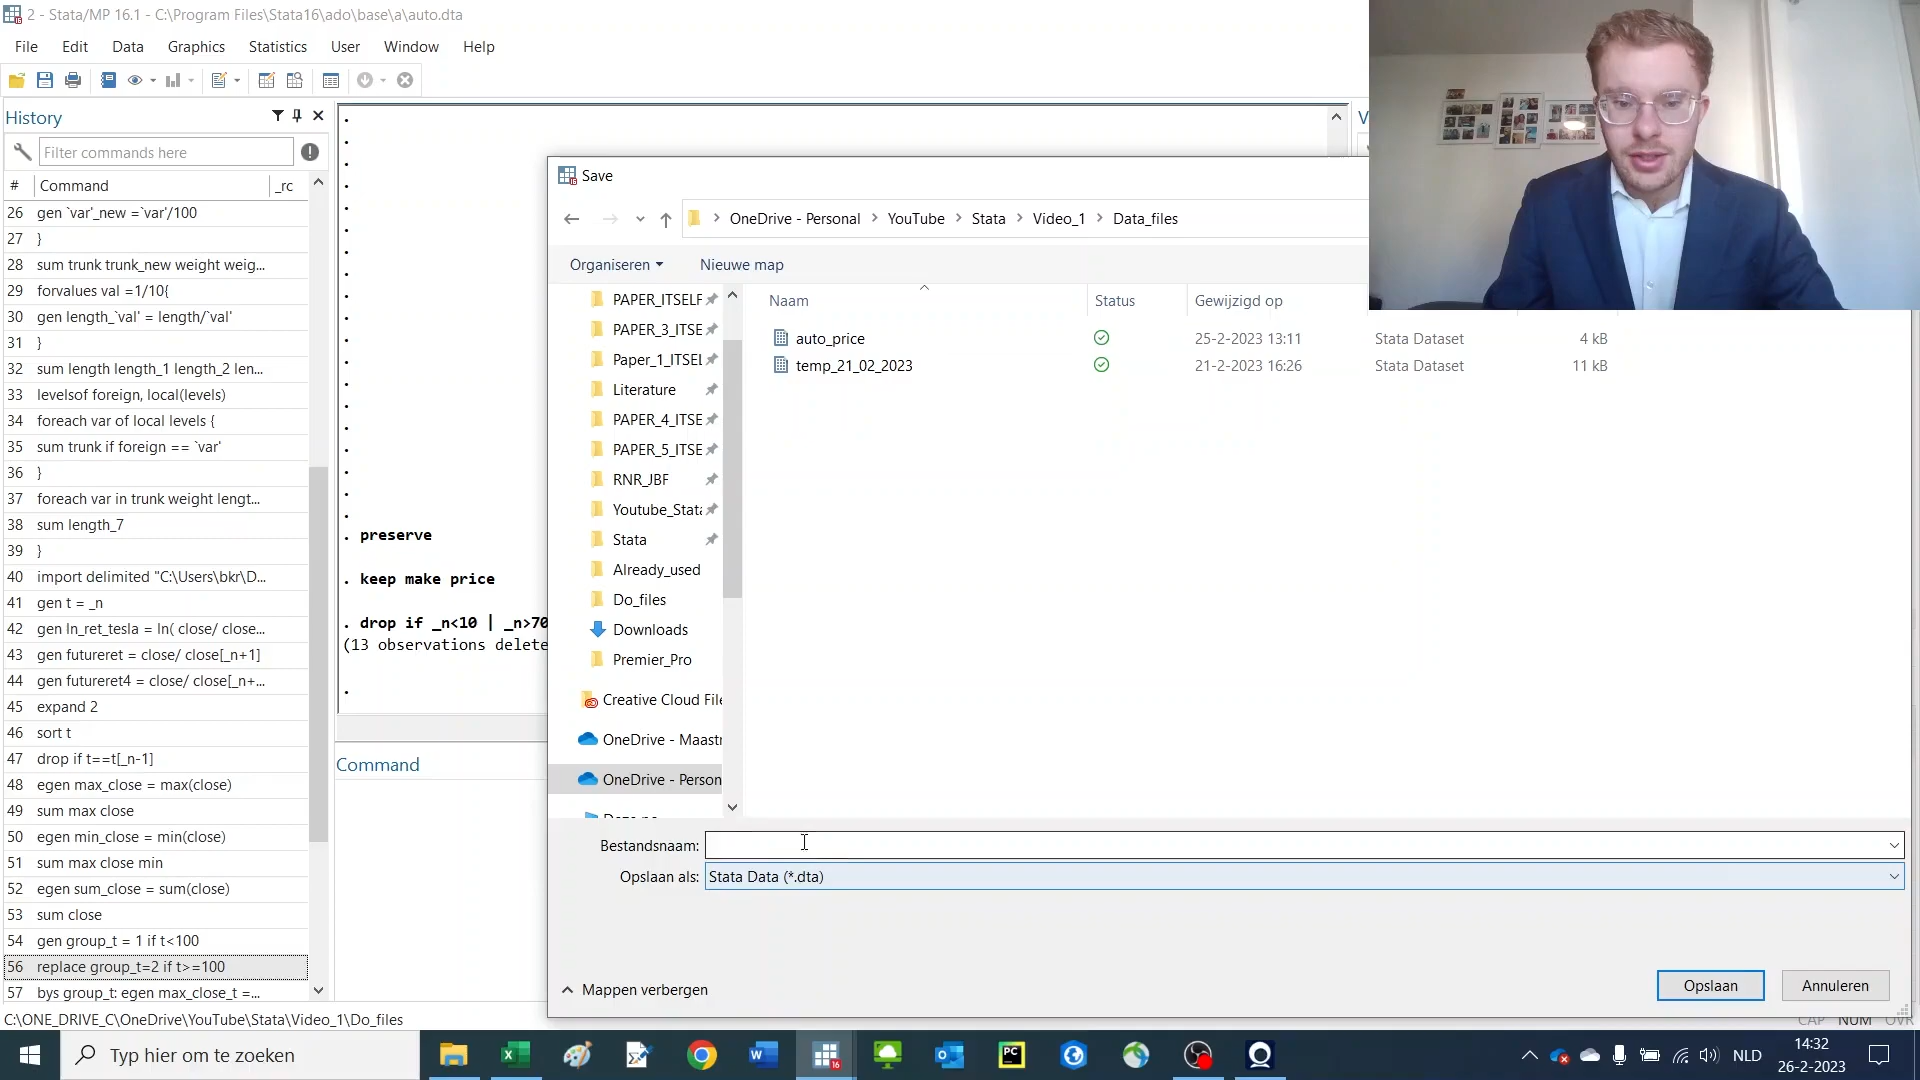 2 - Stata/MP 16.1 - C:\Program Files\Stata16\ado\base\a\auto.dta
File Edit Data Graphics Statistics User Window Help
History
Filter commands here
# Command _rc
26 gen `var'_new =`var'/100
27 }
28 sum trunk trunk_new weight weig...
29 forvalues val =1/10{
30 gen length_`val' = length/`val'
31 }
32 sum length length_1 length_2 len...
33 levelsof foreign, local(levels)
34 foreach var of local levels {
35 sum trunk if foreign == `var'
36 }
37 foreach var in trunk weight lengt...
38 sum length_7
39 }
40 import delimited "C:\Users\bkr\D...
41 gen t = _n
42 gen ln_ret_tesla = ln( close/ close...
43 gen futureret = close/ close[_n+1]
44 gen futureret4 = close/ close[_n+...
45 expand 2
46 sort t
47 drop if t==t[_n-1]
48 egen max_close = max(close)
49 sum max close
50 egen min_close = min(close)
51 sum max close min
52 egen sum_close = sum(close)
53 sum close
54 gen group_t = 1 if t<100
56 replace group_t=2 if t>=100
57 bys group_t: egen max_close_t =...
. preserve
. keep make price
. drop if _n<10 | _n>70
(13 observations delete
.
Command
V
Save
OneDrive - Personal > YouTube > Stata > Video_1 > Data_files
Organiseren Nieuwe map
PAPER_ITSELF
PAPER_3_ITSE
Paper_1_ITSEL
Literature
PAPER_4_ITSE
PAPER_5_ITSE
RNR_JBF
Youtube_Stata
Stata
Already_used
Do_files
Downloads
Premier_Pro
Creative Cloud File
OneDrive - Maastr
OneDrive - Person
Naam Status Gewijzigd op
auto_price 25-2-2023 13:11 Stata Dataset 4 kB
temp_21_02_2023 21-2-2023 16:26 Stata Dataset 11 kB
Bestandsnaam:
Opslaan als: Stata Data (*.dta)
Mappen verbergen
Opslaan Annuleren
C:\ONE_DRIVE_C\OneDrive\YouTube\Stata\Video_1\Do_files
CAP NUM OVR
Typ hier om te zoeken
NLD
14:32
26-2-2023